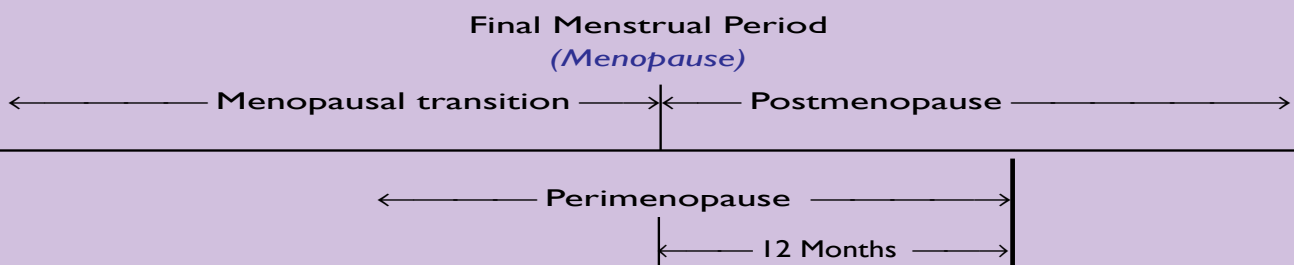 Final Menstrual Period
(Menopause)
Menopausal transition Postmenopause
Perimenopause
12 Months